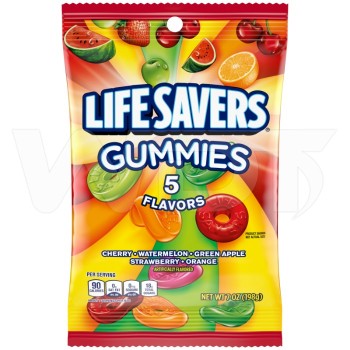 LIFE SAVERS
GUMMIES
5
FLAVORS
CHERRY • WATERMELON • GREEN APPLE
STRAWBERRY • ORANGE
ARTIFICIALLY FLAVORED
PER SERVING
90
CALORIES
NET WT 7 OZ (198g)